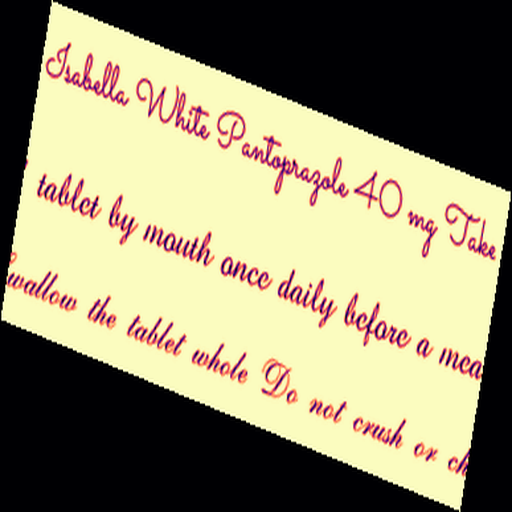 Isabella White Pantoprazole 40 mg Take
tablet by mouth once daily before a mea
wallow the tablet whole Do not crush or ch